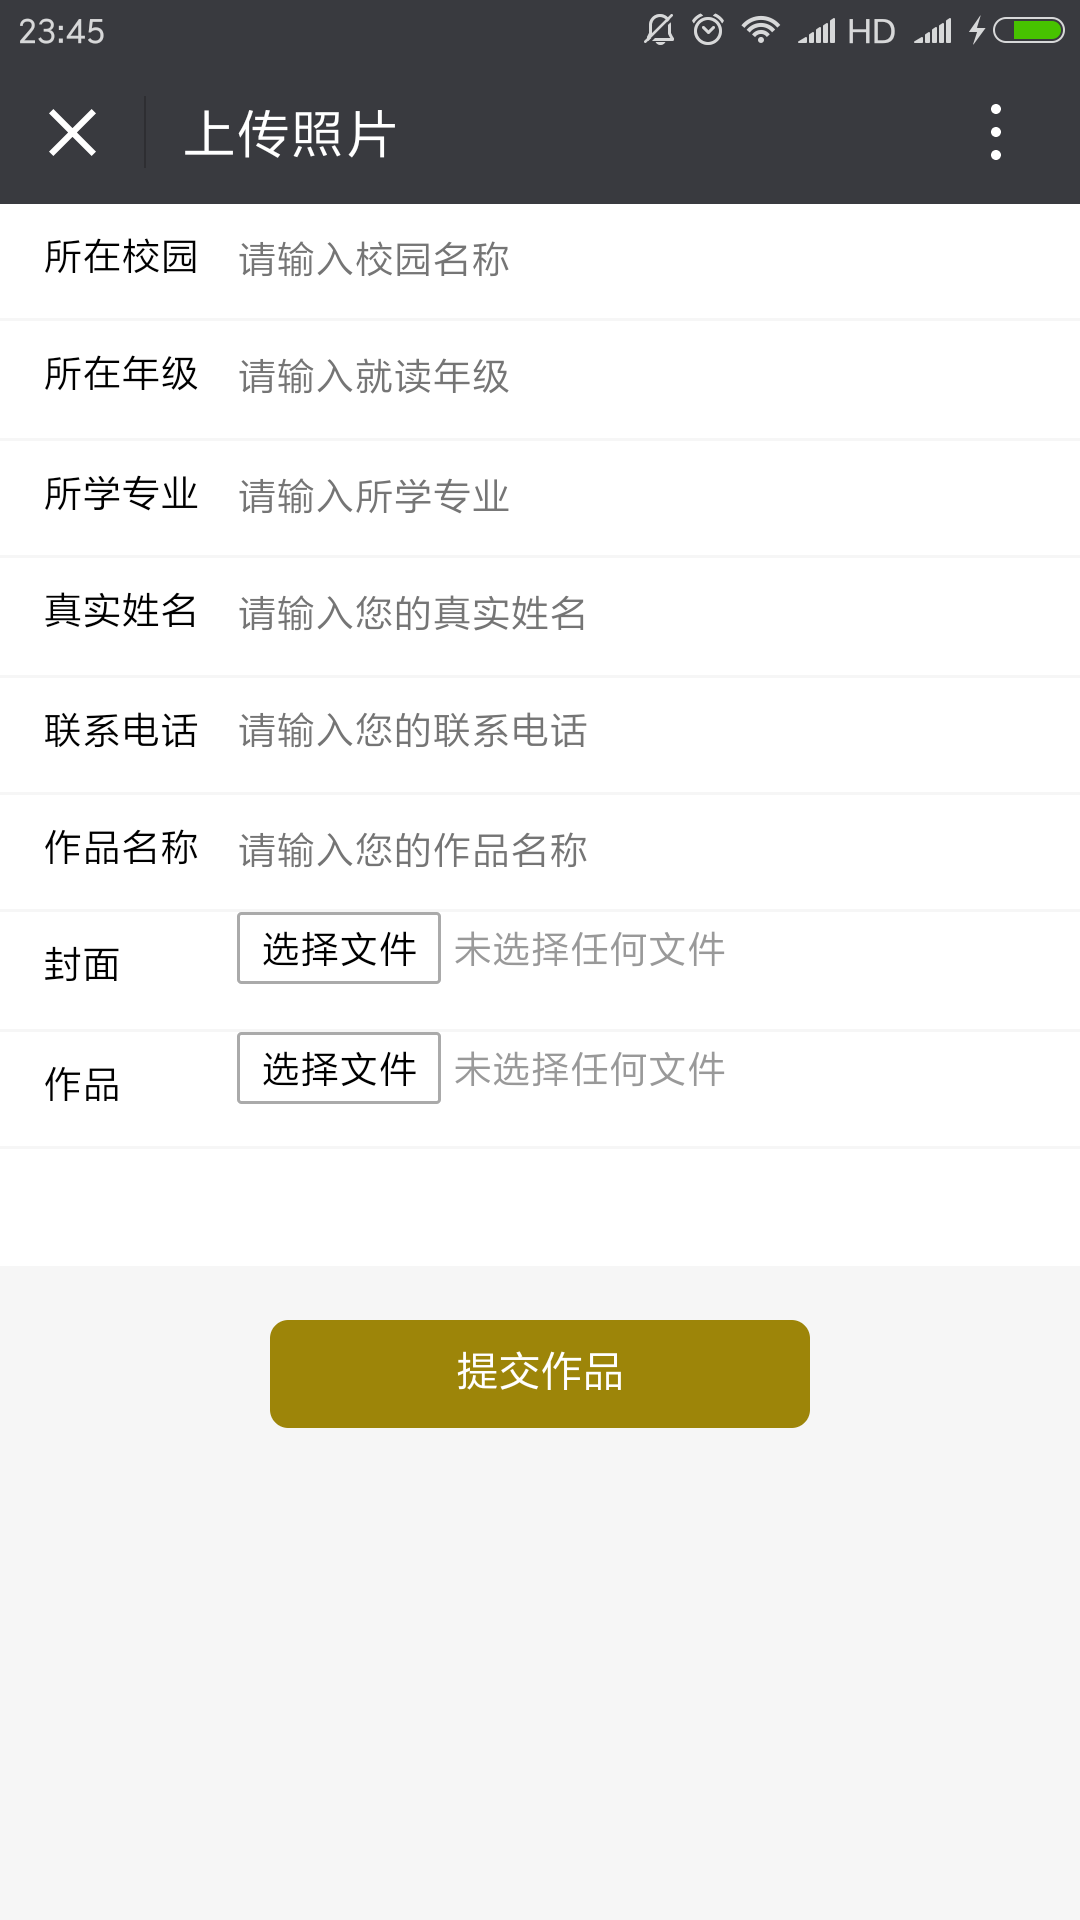 23:45 HD
上传照片
所在校园 请输入校园名称
所在年级 请输入就读年级
所学专业 请输入所学专业
真实姓名 请输入您的真实姓名
联系电话 请输入您的联系电话
作品名称 请输入您的作品名称
封面 选择文件 未选择任何文件
作品 选择文件 未选择任何文件
提交作品